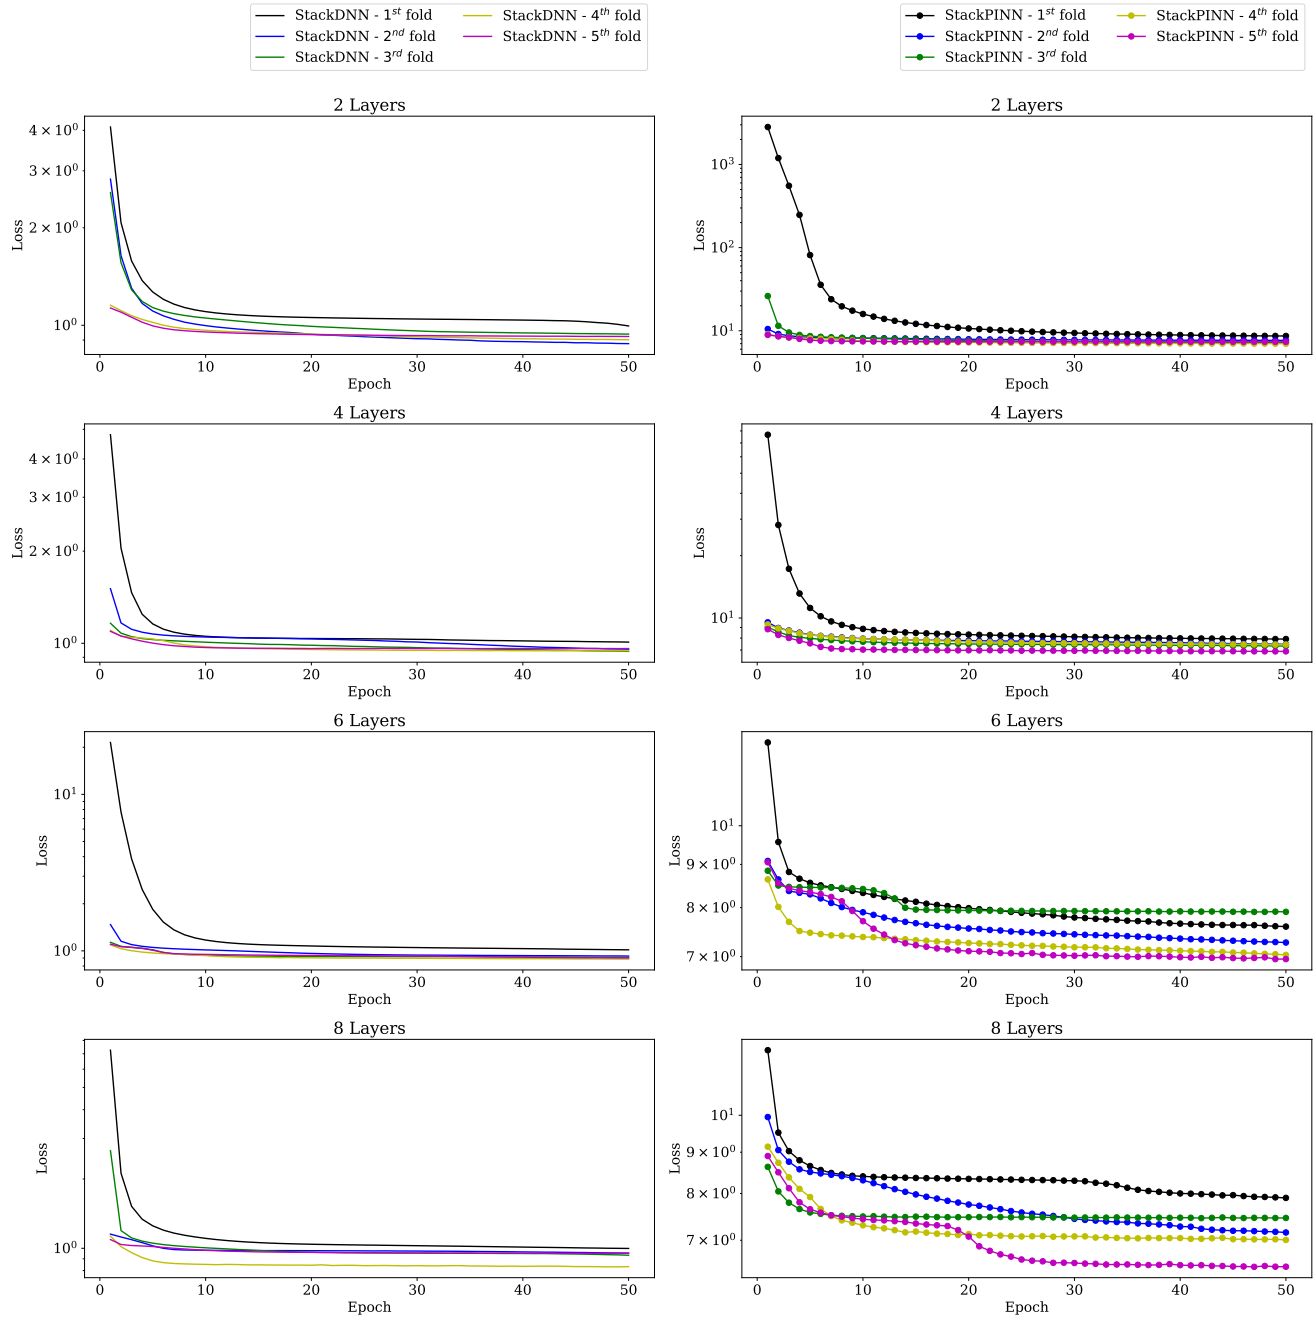 StackDNN - 1st fold
StackDNN - 2nd fold
StackDNN - 3rd fold
StackDNN - 4th fold
StackDNN - 5th fold
StackPINN - 1st fold
StackPINN - 2nd fold
StackPINN - 3rd fold
StackPINN - 4th fold
StackPINN - 5th fold
2 Layers
4 × 10⁰
3 × 10⁰
2 × 10⁰
10⁰
Loss
0 10 20 30 40 50
Epoch
2 Layers
10³
10²
10¹
Loss
0 10 20 30 40 50
Epoch
4 Layers
4 × 10⁰
3 × 10⁰
2 × 10⁰
10⁰
Loss
0 10 20 30 40 50
Epoch
4 Layers
10¹
Loss
0 10 20 30 40 50
Epoch
6 Layers
10¹
10⁰
Loss
0 10 20 30 40 50
Epoch
6 Layers
10¹
9 × 10⁰
8 × 10⁰
7 × 10⁰
Loss
0 10 20 30 40 50
Epoch
8 Layers
10⁰
Loss
0 10 20 30 40 50
Epoch
8 Layers
10¹
9 × 10⁰
8 × 10⁰
7 × 10⁰
Loss
0 10 20 30 40 50
Epoch